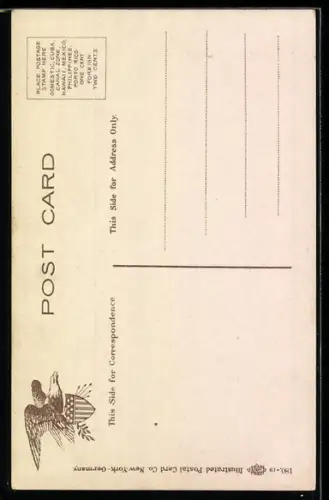 POST CARD
PLACE POSTAGE
STAMP HERE
DOMESTIC, CUBA,
CANAL ZONE,
HAWAII, MEXICO,
PHILIPPINES,
PORTO RICO
ONE CENT
FOREIGN
TWO CENTS
This Side for Correspondence
This Side for Address Only.
Illustrated Postal Card Co. New-York-Germany